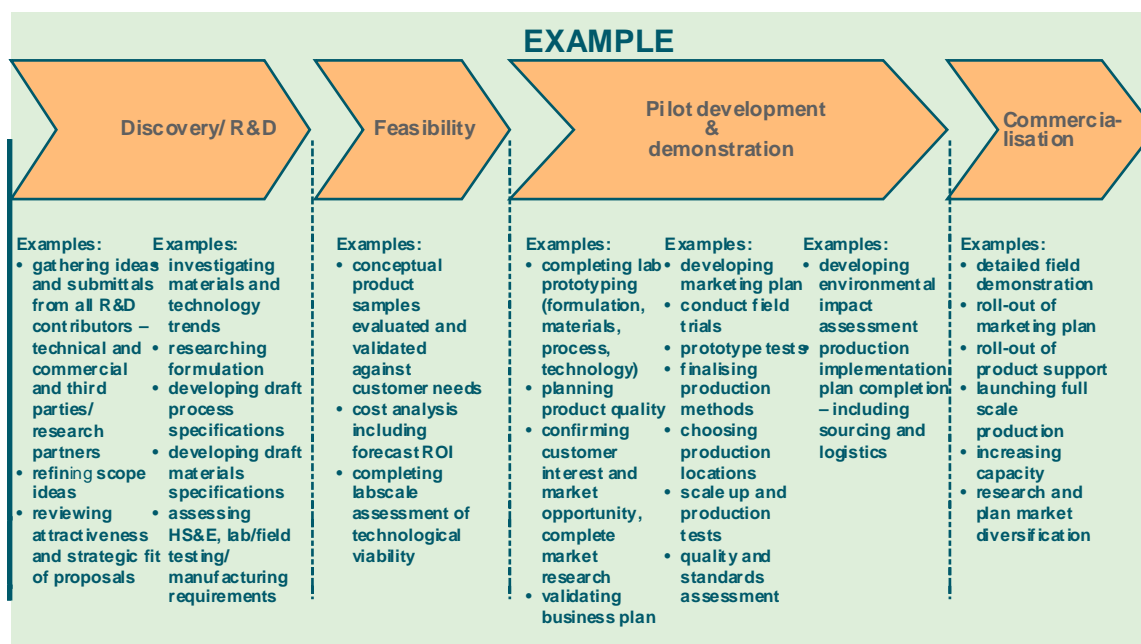 EXAMPLE
Discovery/ R&D
Feasibility
Pilot development
&
demonstration
Commercia-
lisation
Examples:
• gathering ideas
and submittals
from all R&D
contributors –
technical and
commercial
and third
parties/
research
partners
• refining scope
ideas
• reviewing
attractiveness
and strategic fit
of proposals
Examples:
• investigating
materials and
technology
trends
• researching
formulation
• developing draft
process
specifications
• developing draft
materials
specifications
• assessing
HS&E, lab/field
testing/
manufacturing
requirements
Examples:
• conceptual
product
samples
evaluated and
validated
against
customer needs
• cost analysis
including
forecast ROI
• completing
labscale
assessment of
technological
viability
Examples:
• completing lab
prototyping
(formulation,
materials,
process,
technology)
• planning
product quality
• confirming
customer
interest and
market
opportunity,
complete
market
research
• validating
business plan
Examples:
• developing
marketing plan
• conduct field
trials
• prototype tests
• finalising
production
methods
• choosing
production
locations
• scale up and
production
tests
• quality and
standards
assessment
Examples:
• developing
environmental
impact
assessment
• production
implementation
plan completion
– including
sourcing and
logistics
Examples:
• detailed field
demonstration
• roll-out of
marketing plan
• roll-out of
product support
• launching full
scale
production
• increasing
capacity
• research and
plan market
diversification